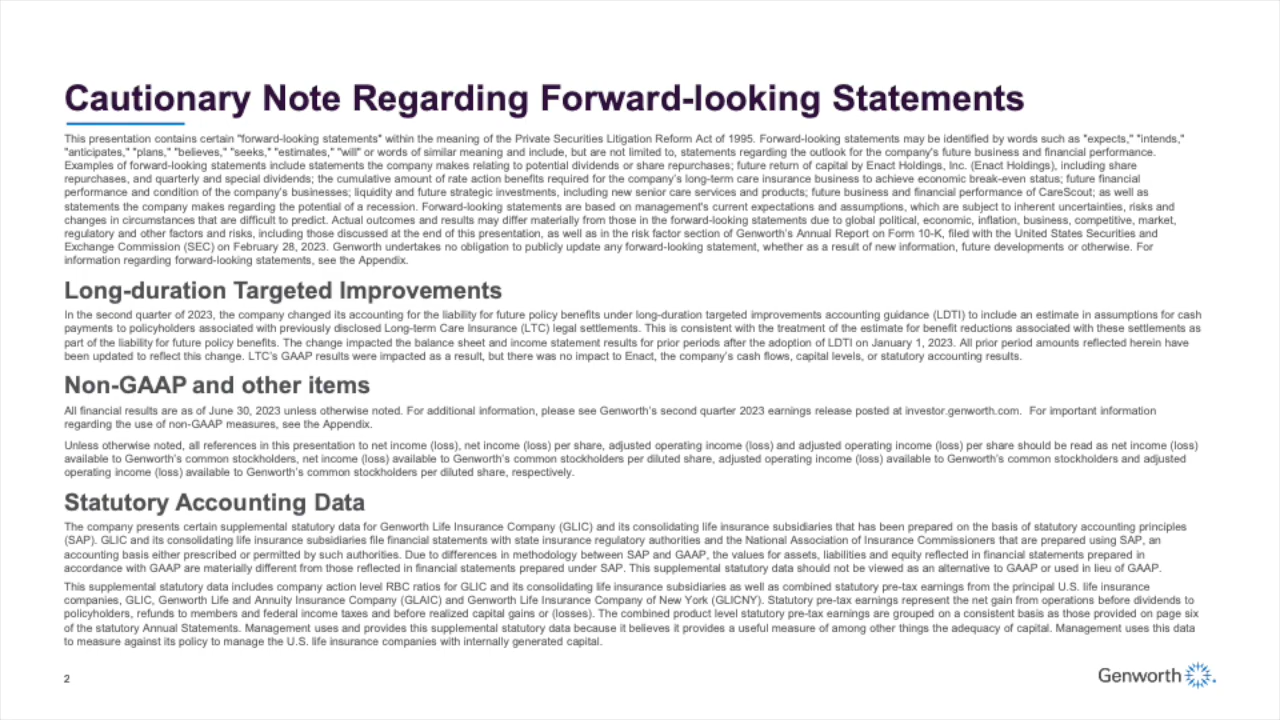 Cautionary Note Regarding Forward-looking Statements
This presentation contains certain "forward-looking statements" within the meaning of the Private Securities Litigation Reform Act of 1995. Forward-looking statements may be identified by words such as "expects," "intends,"
"anticipates," "plans," "believes," "seeks," "estimates," "will" or words of similar meaning and include, but are not limited to, statements regarding the outlook for the company's future business and financial performance.
Examples of forward-looking statements include statements the company makes relating to potential dividends or share repurchases; future return of capital by Enact Holdings, Inc. (Enact Holdings), including share
repurchases, and quarterly and special dividends; the cumulative amount of rate action benefits required for the company's long-term care insurance business to achieve economic break-even status; future financial
performance and condition of the company's businesses; liquidity and future strategic investments, including new senior care services and products; future business and financial performance of CareScout; as well as
statements the company makes regarding the potential of a recession. Forward-looking statements are based on management's current expectations and assumptions, which are subject to inherent uncertainties, risks and
changes in circumstances that are difficult to predict. Actual outcomes and results may differ materially from those in the forward-looking statements due to global political, economic, inflation, business, competitive, market,
regulatory and other factors and risks, including those discussed at the end of this presentation, as well as in the risk factor section of Genworth's Annual Report on Form 10-K, filed with the United States Securities and
Exchange Commission (SEC) on February 28, 2023. Genworth undertakes no obligation to publicly update any forward-looking statement, whether as a result of new information, future developments or otherwise. For
information regarding forward-looking statements, see the Appendix.
Long-duration Targeted Improvements
In the second quarter of 2023, the company changed its accounting for the liability for future policy benefits under long-duration targeted improvements accounting guidance (LDTI) to include an estimate in assumptions for cash
payments to policyholders associated with previously disclosed Long-term Care Insurance (LTC) legal settlements. This is consistent with the treatment of the estimate for benefit reductions associated with these settlements as
part of the liability for future policy benefits. The change impacted the balance sheet and income statement results for prior periods after the adoption of LDTI on January 1, 2023. All prior period amounts reflected herein have
been updated to reflect this change. LTC's GAAP results were impacted as a result, but there was no impact to Enact, the company's cash flows, capital levels, or statutory accounting results.
Non-GAAP and other items
All financial results are as of June 30, 2023 unless otherwise noted. For additional information, please see Genworth's second quarter 2023 earnings release posted at investor.genworth.com. For important information
regarding the use of non-GAAP measures, see the Appendix.
Unless otherwise noted, all references in this presentation to net income (loss), net income (loss) per share, adjusted operating income (loss) and adjusted operating income (loss) per share should be read as net income (loss)
available to Genworth's common stockholders, net income (loss) available to Genworth's common stockholders per diluted share, adjusted operating income (loss) available to Genworth's common stockholders and adjusted
operating income (loss) available to Genworth's common stockholders per diluted share, respectively.
Statutory Accounting Data
The company presents certain supplemental statutory data for Genworth Life Insurance Company (GLIC) and its consolidating life insurance subsidiaries that has been prepared on the basis of statutory accounting principles
(SAP). GLIC and its consolidating life insurance subsidiaries file financial statements with state insurance regulatory authorities and the National Association of Insurance Commissioners that are prepared using SAP, an
accounting basis either prescribed or permitted by such authorities. Due to differences in methodology between SAP and GAAP, the values for assets, liabilities and equity reflected in financial statements prepared in
accordance with GAAP are materially different from those reflected in financial statements prepared under SAP. This supplemental statutory data should not be viewed as an alternative to GAAP or used in lieu of GAAP.
This supplemental statutory data includes company action level RBC ratios for GLIC and its consolidating life insurance subsidiaries as well as combined statutory pre-tax earnings from the principal U.S. life insurance
companies, GLIC, Genworth Life and Annuity Insurance Company (GLAIC) and Genworth Life Insurance Company of New York (GLICNY). Statutory pre-tax earnings represent the net gain from operations before dividends to
policyholders, refunds to members and federal income taxes and before realized capital gains or (losses). The combined product level statutory pre-tax earnings are grouped on a consistent basis as those provided on page six
of the statutory Annual Statements. Management uses and provides this supplemental statutory data because it believes it provides a useful measure of among other things the adequacy of capital. Management uses this data
to measure against its policy to manage the U.S. life insurance companies with internally generated capital.
2
Genworth